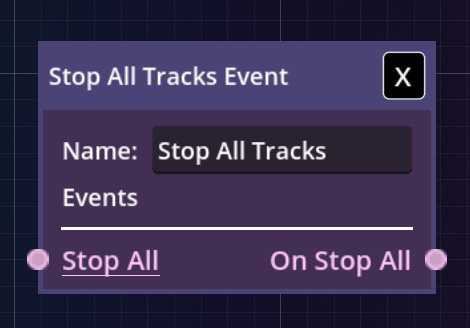 Stop All Tracks Event X
Name: Stop All Tracks
Events
Stop All On Stop All